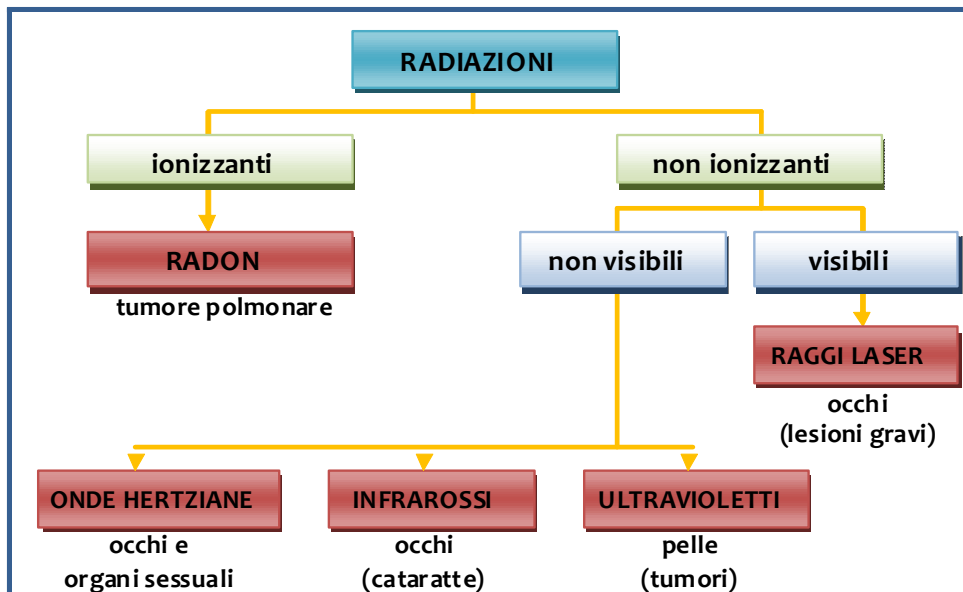 RADIAZIONI
ionizzanti
non ionizzanti
RADON
tumore polmonare
non visibili
visibili
RAGGI LASER
occhi
(lesioni gravi)
ONDE HERTZIANE
occhi e
organi sessuali
INFRAROSSI
occhi
(cataratte)
ULTRAVIOLETTI
pelle
(tumori)